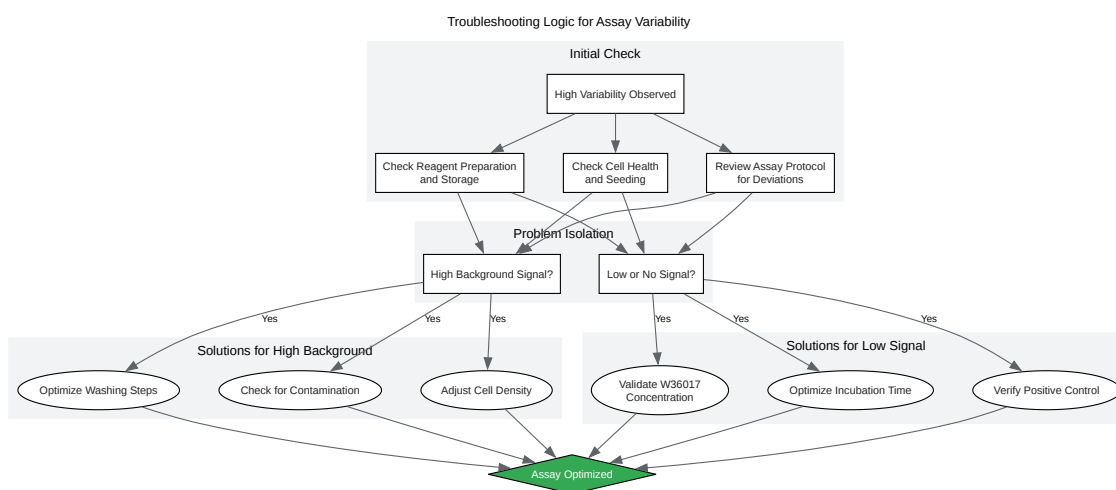 Troubleshooting Logic for Assay Variability
Initial Check
High Variability Observed
Check Reagent Preparation
and Storage
Check Cell Health
and Seeding
Review Assay Protocol
for Deviations
Problem Isolation
High Background Signal?
Low or No Signal?
Yes
Yes
Yes
Yes
Yes
Yes
Solutions for High Background
Solutions for Low Signal
Optimize Washing Steps
Check for Contamination
Adjust Cell Density
Validate W36017
Concentration
Optimize Incubation Time
Verify Positive Control
Assay Optimized